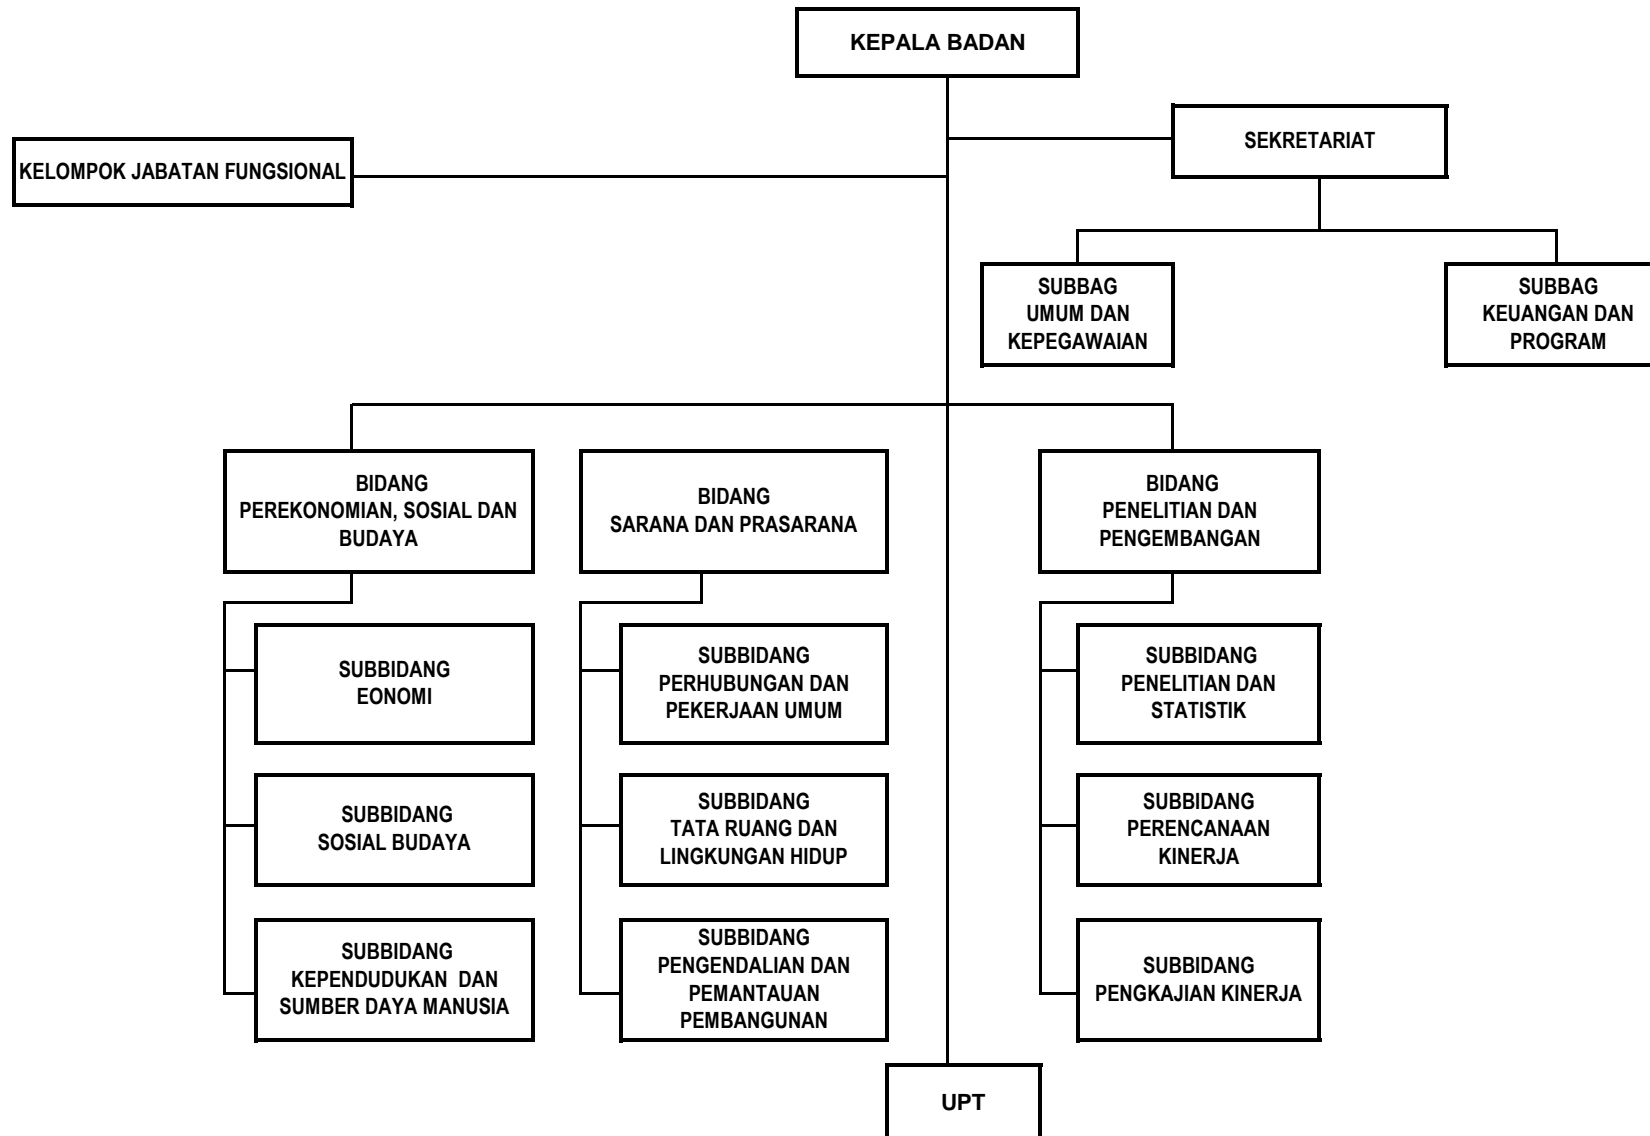 KEPALA BADAN
SEKRETARIAT
KELOMPOK JABATAN FUNGSIONAL
SUBBAG
UMUM DAN
KEPEGAWAIAN
SUBBAG
KEUANGAN DAN
PROGRAM
BIDANG
PEREKONOMIAN, SOSIAL DAN
BUDAYA
BIDANG
SARANA DAN PRASARANA
BIDANG
PENELITIAN DAN
PENGEMBANGAN
SUBBIDANG
EONOMI
SUBBIDANG
PERHUBUNGAN DAN
PEKERJAAN UMUM
SUBBIDANG
PENELITIAN DAN
STATISTIK
SUBBIDANG
SOSIAL BUDAYA
SUBBIDANG
TATA RUANG DAN
LINGKUNGAN HIDUP
SUBBIDANG
PERENCANAAN
KINERJA
SUBBIDANG
KEPENDUDUKAN  DAN
SUMBER DAYA MANUSIA
SUBBIDANG
PENGENDALIAN DAN
PEMANTAUAN
PEMBANGUNAN
SUBBIDANG
PENGKAJIAN KINERJA
UPT